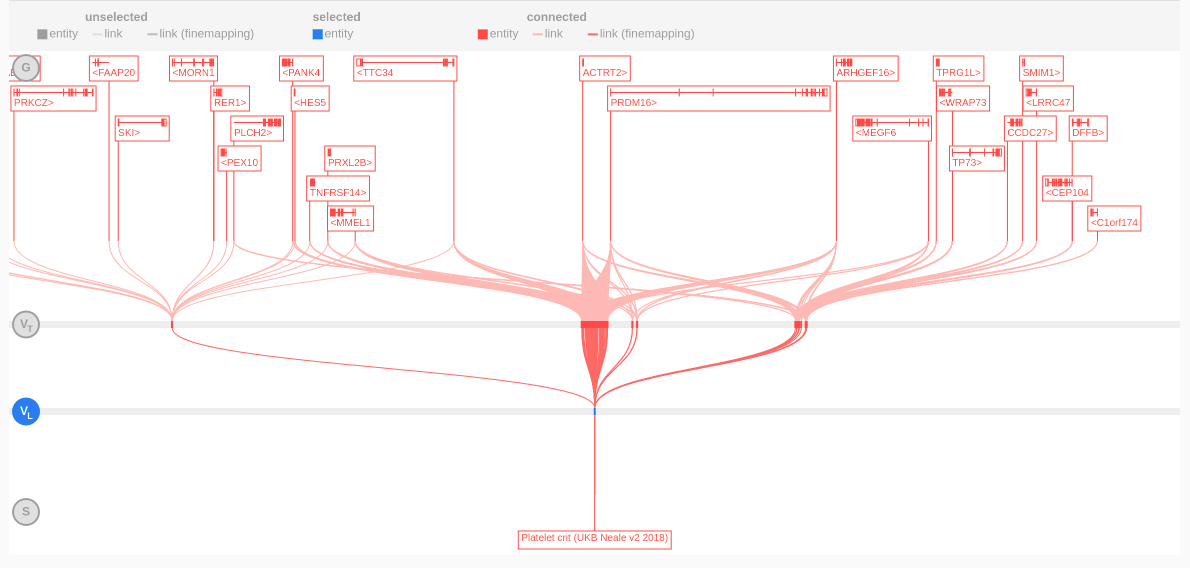 unselected selected connected
entity link link (finemapping) entity entity link link (finemapping)
G
<FAAP20 <MORN1 <PANK4 <TTC34 ACTRT2> ARHGEF16> TPRG1L> SMIM1>
PRKCZ> RER1> <HES5 PRDM16> <WRAP73 <LRRC47
SKI> PLCH2> <MEGF6 CCDC27> DFFB>
<PEX10 PRXL2B> TP73>
TNFRSF14> <CEP104
<MMEL1 <C1orf174
VT
VL
S
Platelet crit (UKB Neale v2 2018)